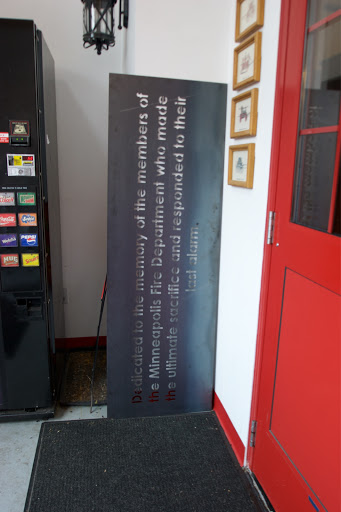 Dedicated to the memory of the members of
the Minneapolis Fire Department who made
the ultimate sacrifice and responded to their
last alarm.
PEPSI